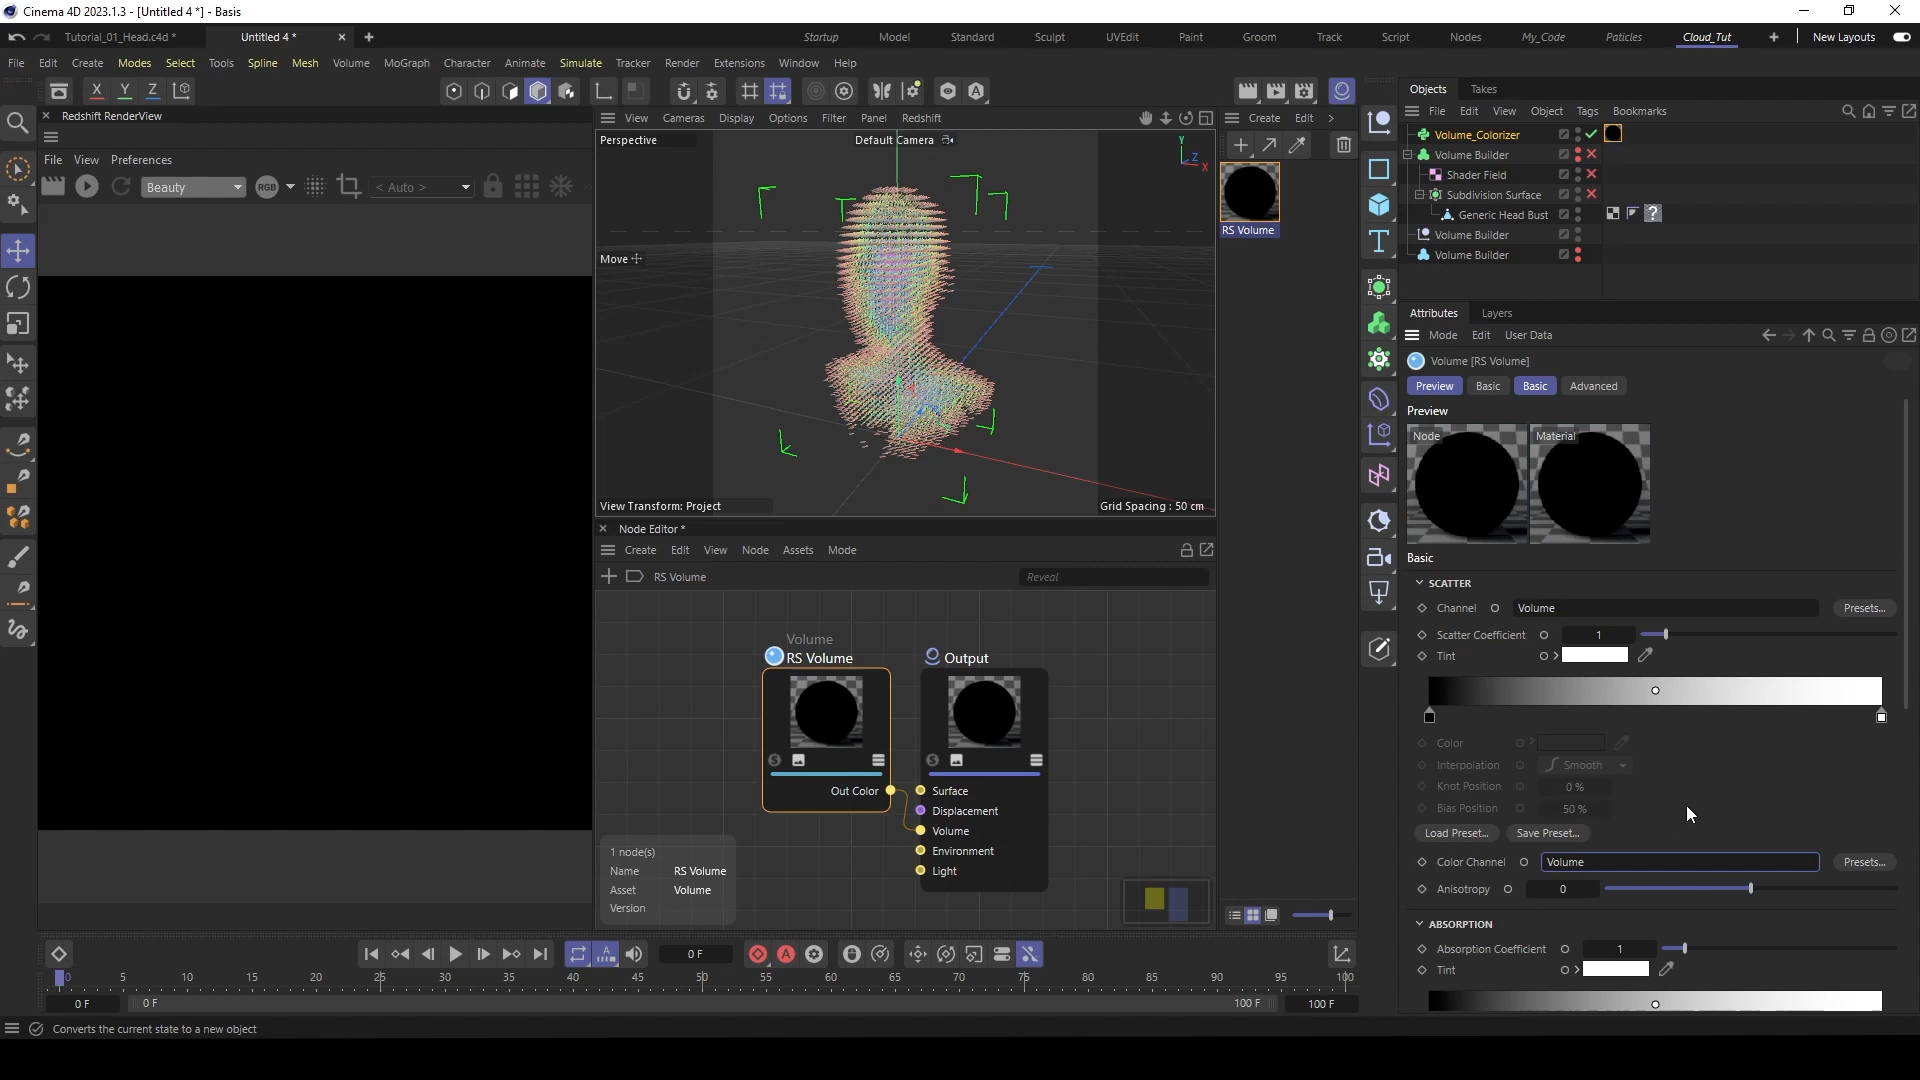 Cinema 4D 2023.1.3 - [Untitled 4 *] - Basis
Tutorial_01_Head.c4d *
Untitled 4 *
Startup Model Standard Sculpt UVEdit Paint Groom Track Script Nodes My_Code Paticles Cloud_Tut New Layouts
File Edit Create Modes Select Tools Spline Mesh Volume MoGraph Character Animate Simulate Tracker Render Extensions Window Help
X Y Z
Objects Takes
Redshift RenderView
View Cameras Display Options Filter Panel Redshift
Create Edit
File Edit View Object Tags Bookmarks
Perspective
Default Camera
Y
Z
X
Volume_Colorizer
Volume Builder
Shader Field
Subdivision Surface
Generic Head Bust
Volume Builder
Volume Builder
File View Preferences
Beauty
RGB
< Auto >
RS Volume
Move
View Transform: Project
Grid Spacing : 50 cm
Attributes Layers
Mode Edit User Data
Volume [RS Volume]
Preview Basic Basic Advanced
Preview
Node
Material
Basic
SCATTER
Channel Volume Presets...
Scatter Coefficient 1
Tint
Color
Interpolation Smooth
Knot Position 0 %
Bias Position 50 %
Load Preset... Save Preset...
Color Channel Volume Presets...
Anisotropy 0
ABSORPTION
Absorption Coefficient 1
Tint
Node Editor *
Create Edit View Node Assets Mode
RS Volume
Reveal
Volume
RS Volume
Out Color
Output
Surface
Displacement
Volume
Environment
Light
1 node(s)
Name RS Volume
Asset Volume
Version
0 F
0 5 10 15 20 25 30 35 40 45 50 55 60 65 70 75 80 85 90 95 100
0 F 0 F 100 F 100 F
Converts the current state to a new object